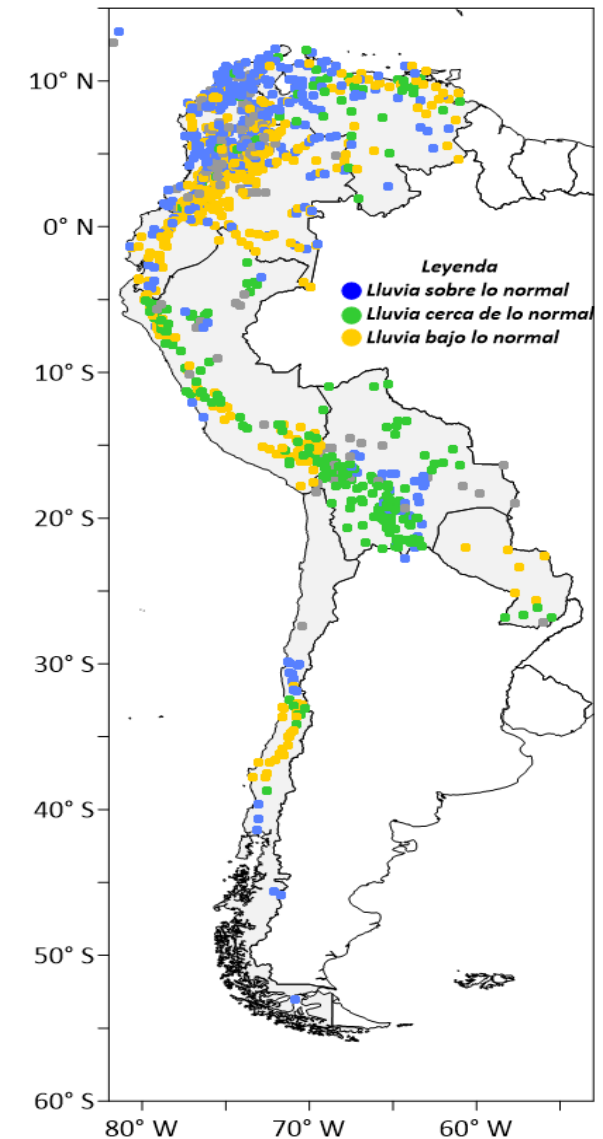 10° N
0° N
Leyenda
Lluvia sobre lo normal
Lluvia cerca de lo normal
Lluvia bajo lo normal
10° S
20° S
30° S
40° S
50° S
60° S
80° W 70° W 60° W